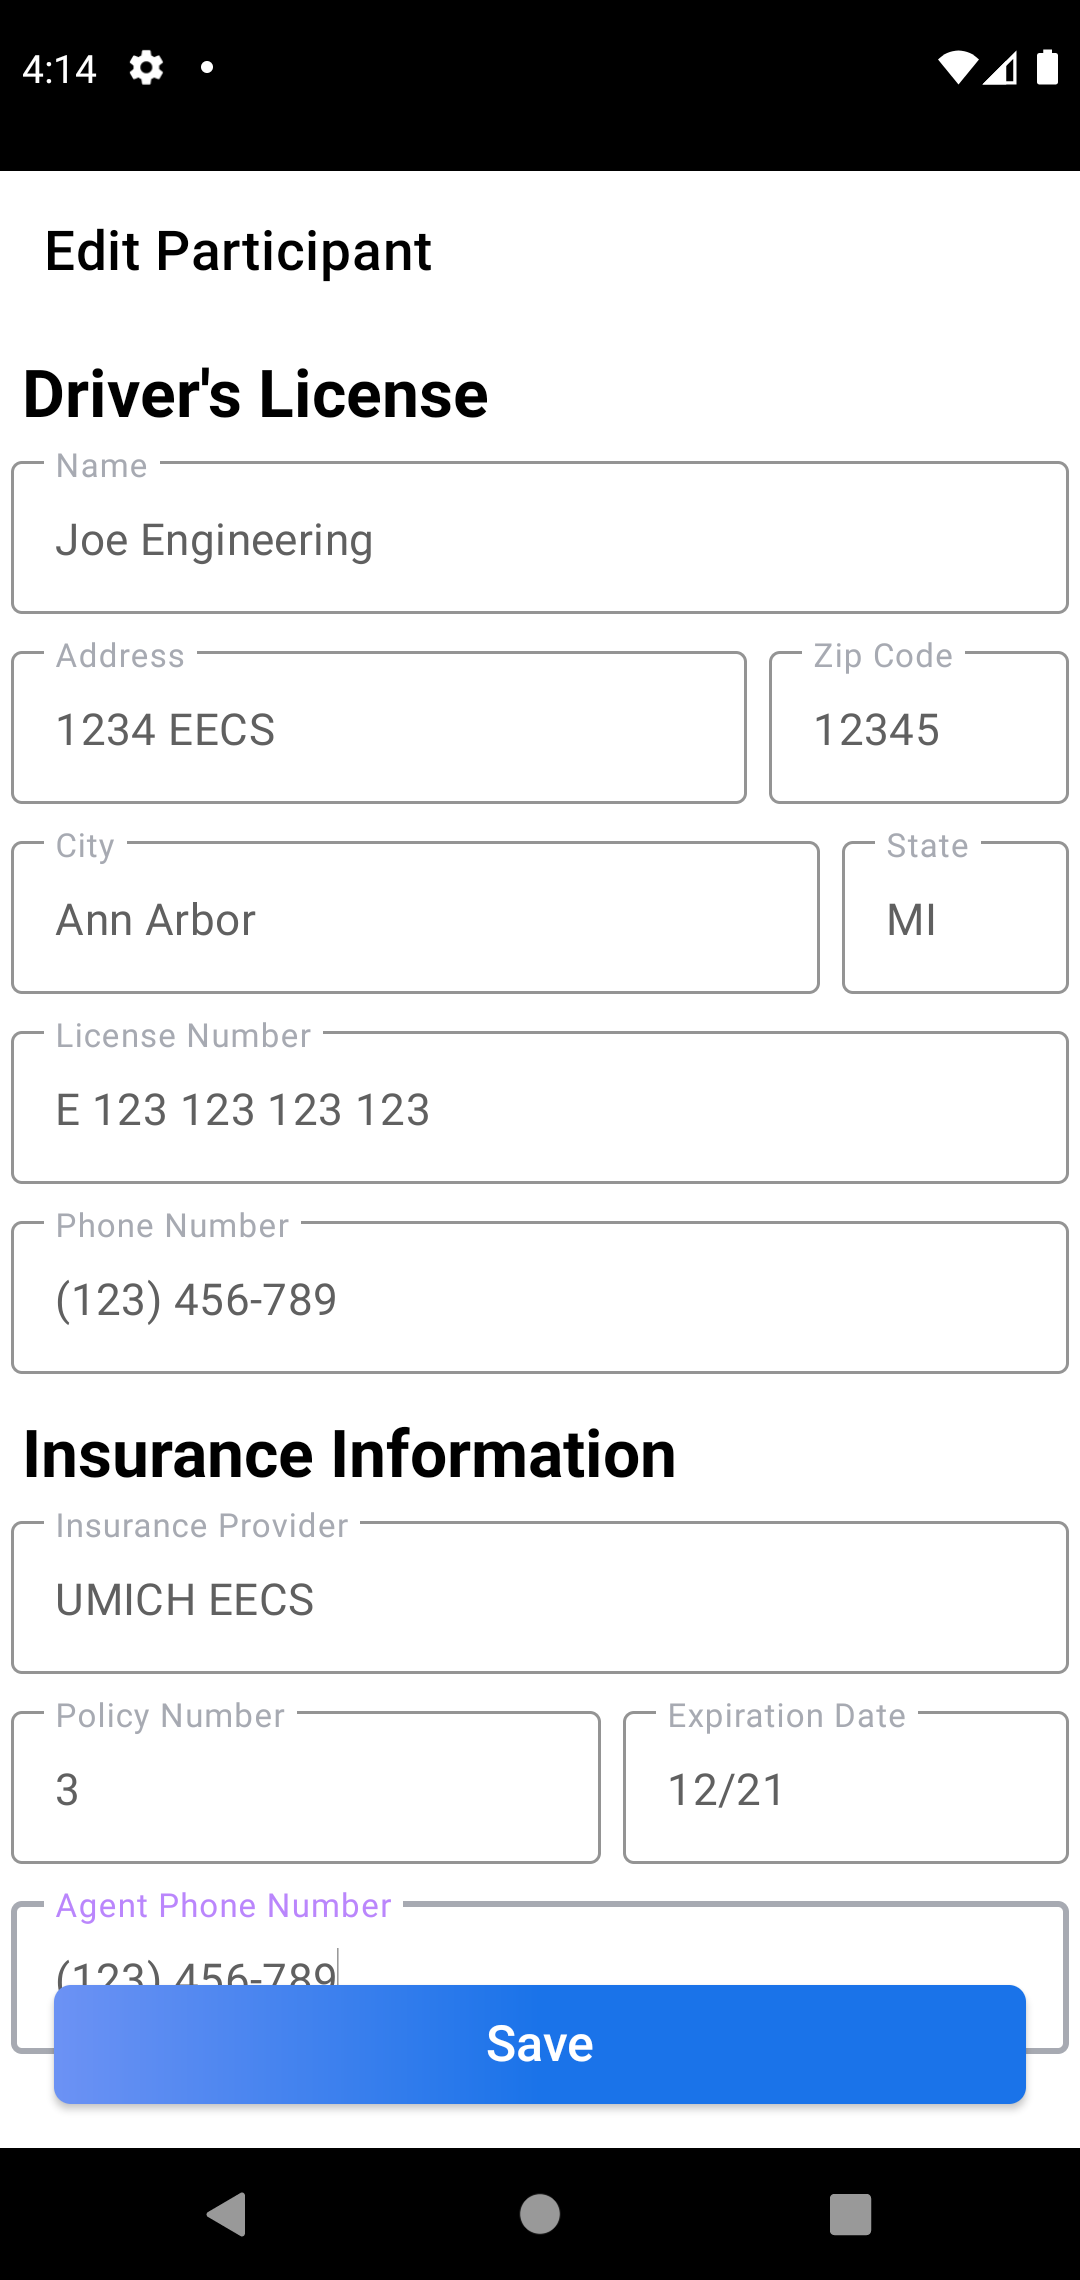 4:14
Edit Participant
Driver's License
Name
Joe Engineering
Address
Zip Code
1234 EECS
12345
City
State
Ann Arbor
MI
License Number
E 123 123 123 123
Phone Number
(123) 456-789
Insurance Information
Insurance Provider
UMICH EECS
Policy Number
Expiration Date
3
12/21
Agent Phone Number
(123) 456-789
Save